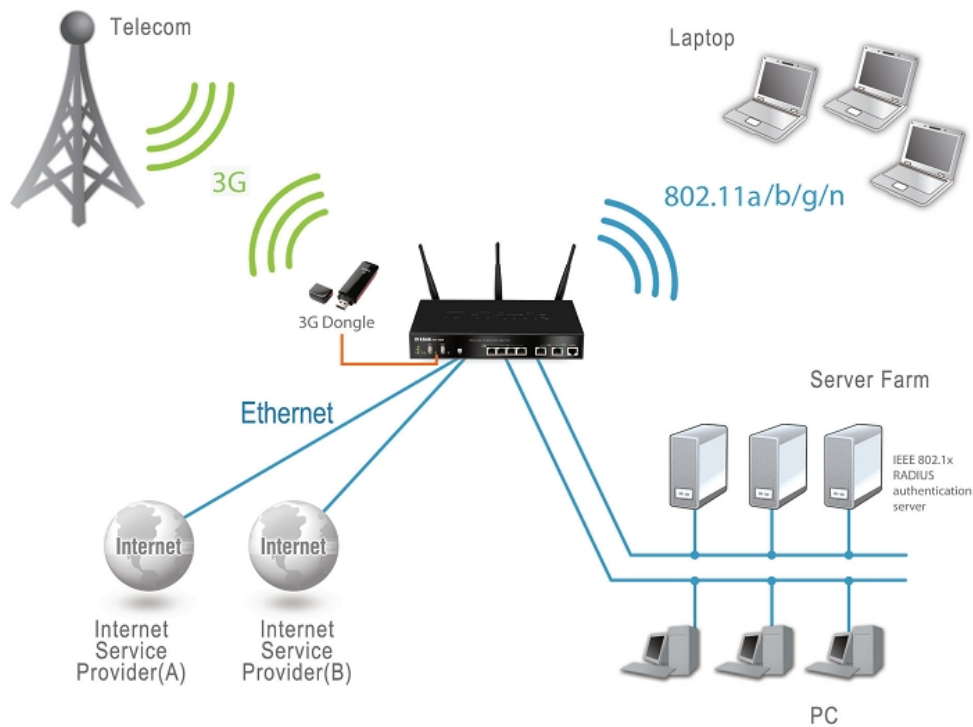 Telecom
Laptop
3G
802.11a/b/g/n
3G Dongle
D-Link
Ethernet
Server Farm
IEEE 802.1x
RADIUS
authentication
server
Internet
Internet
Internet
Service
Provider(A)
Internet
Service
Provider(B)
PC